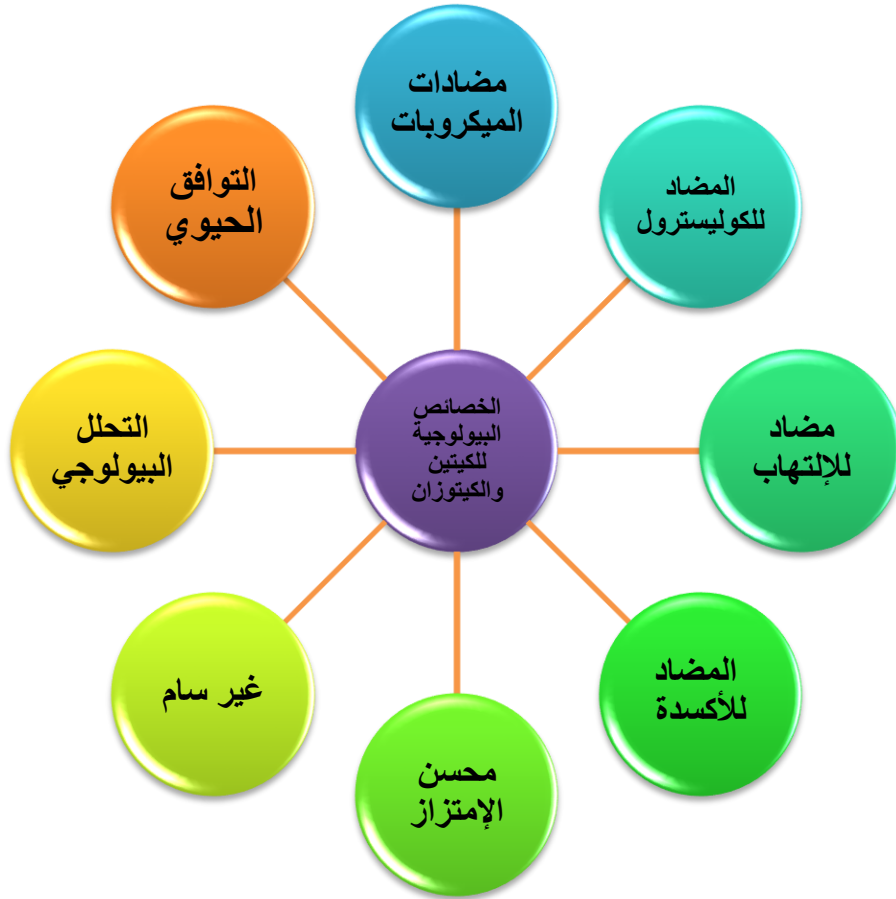 مضادات
الميكروبات
المضاد
للكوليسترول
مضاد
للإلتهاب
المضاد
للأكسدة
محسن
الإمتزاز
غير سام
التحلل
البيولوجي
التوافق
الحيوي
الخصائص
البيولوجية
للكيتين
والكيتوزان